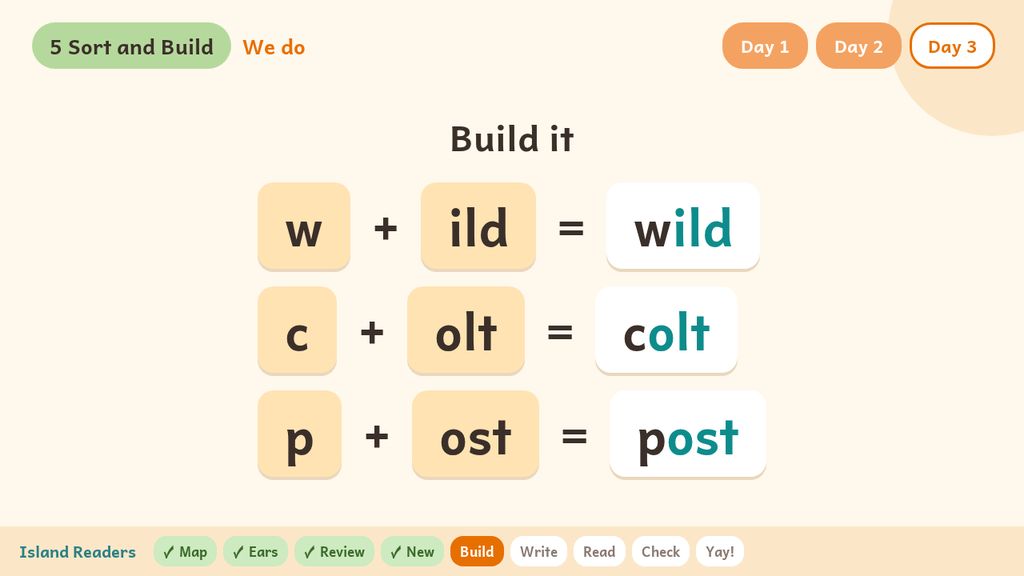 5 Sort and Build We do Day 1 Day 2 Day 3
Build it
w + ild = wild
c + olt = colt
p + ost = post
Island Readers ✓ Map ✓ Ears ✓ Review ✓ New Build Write Read Check Yay!